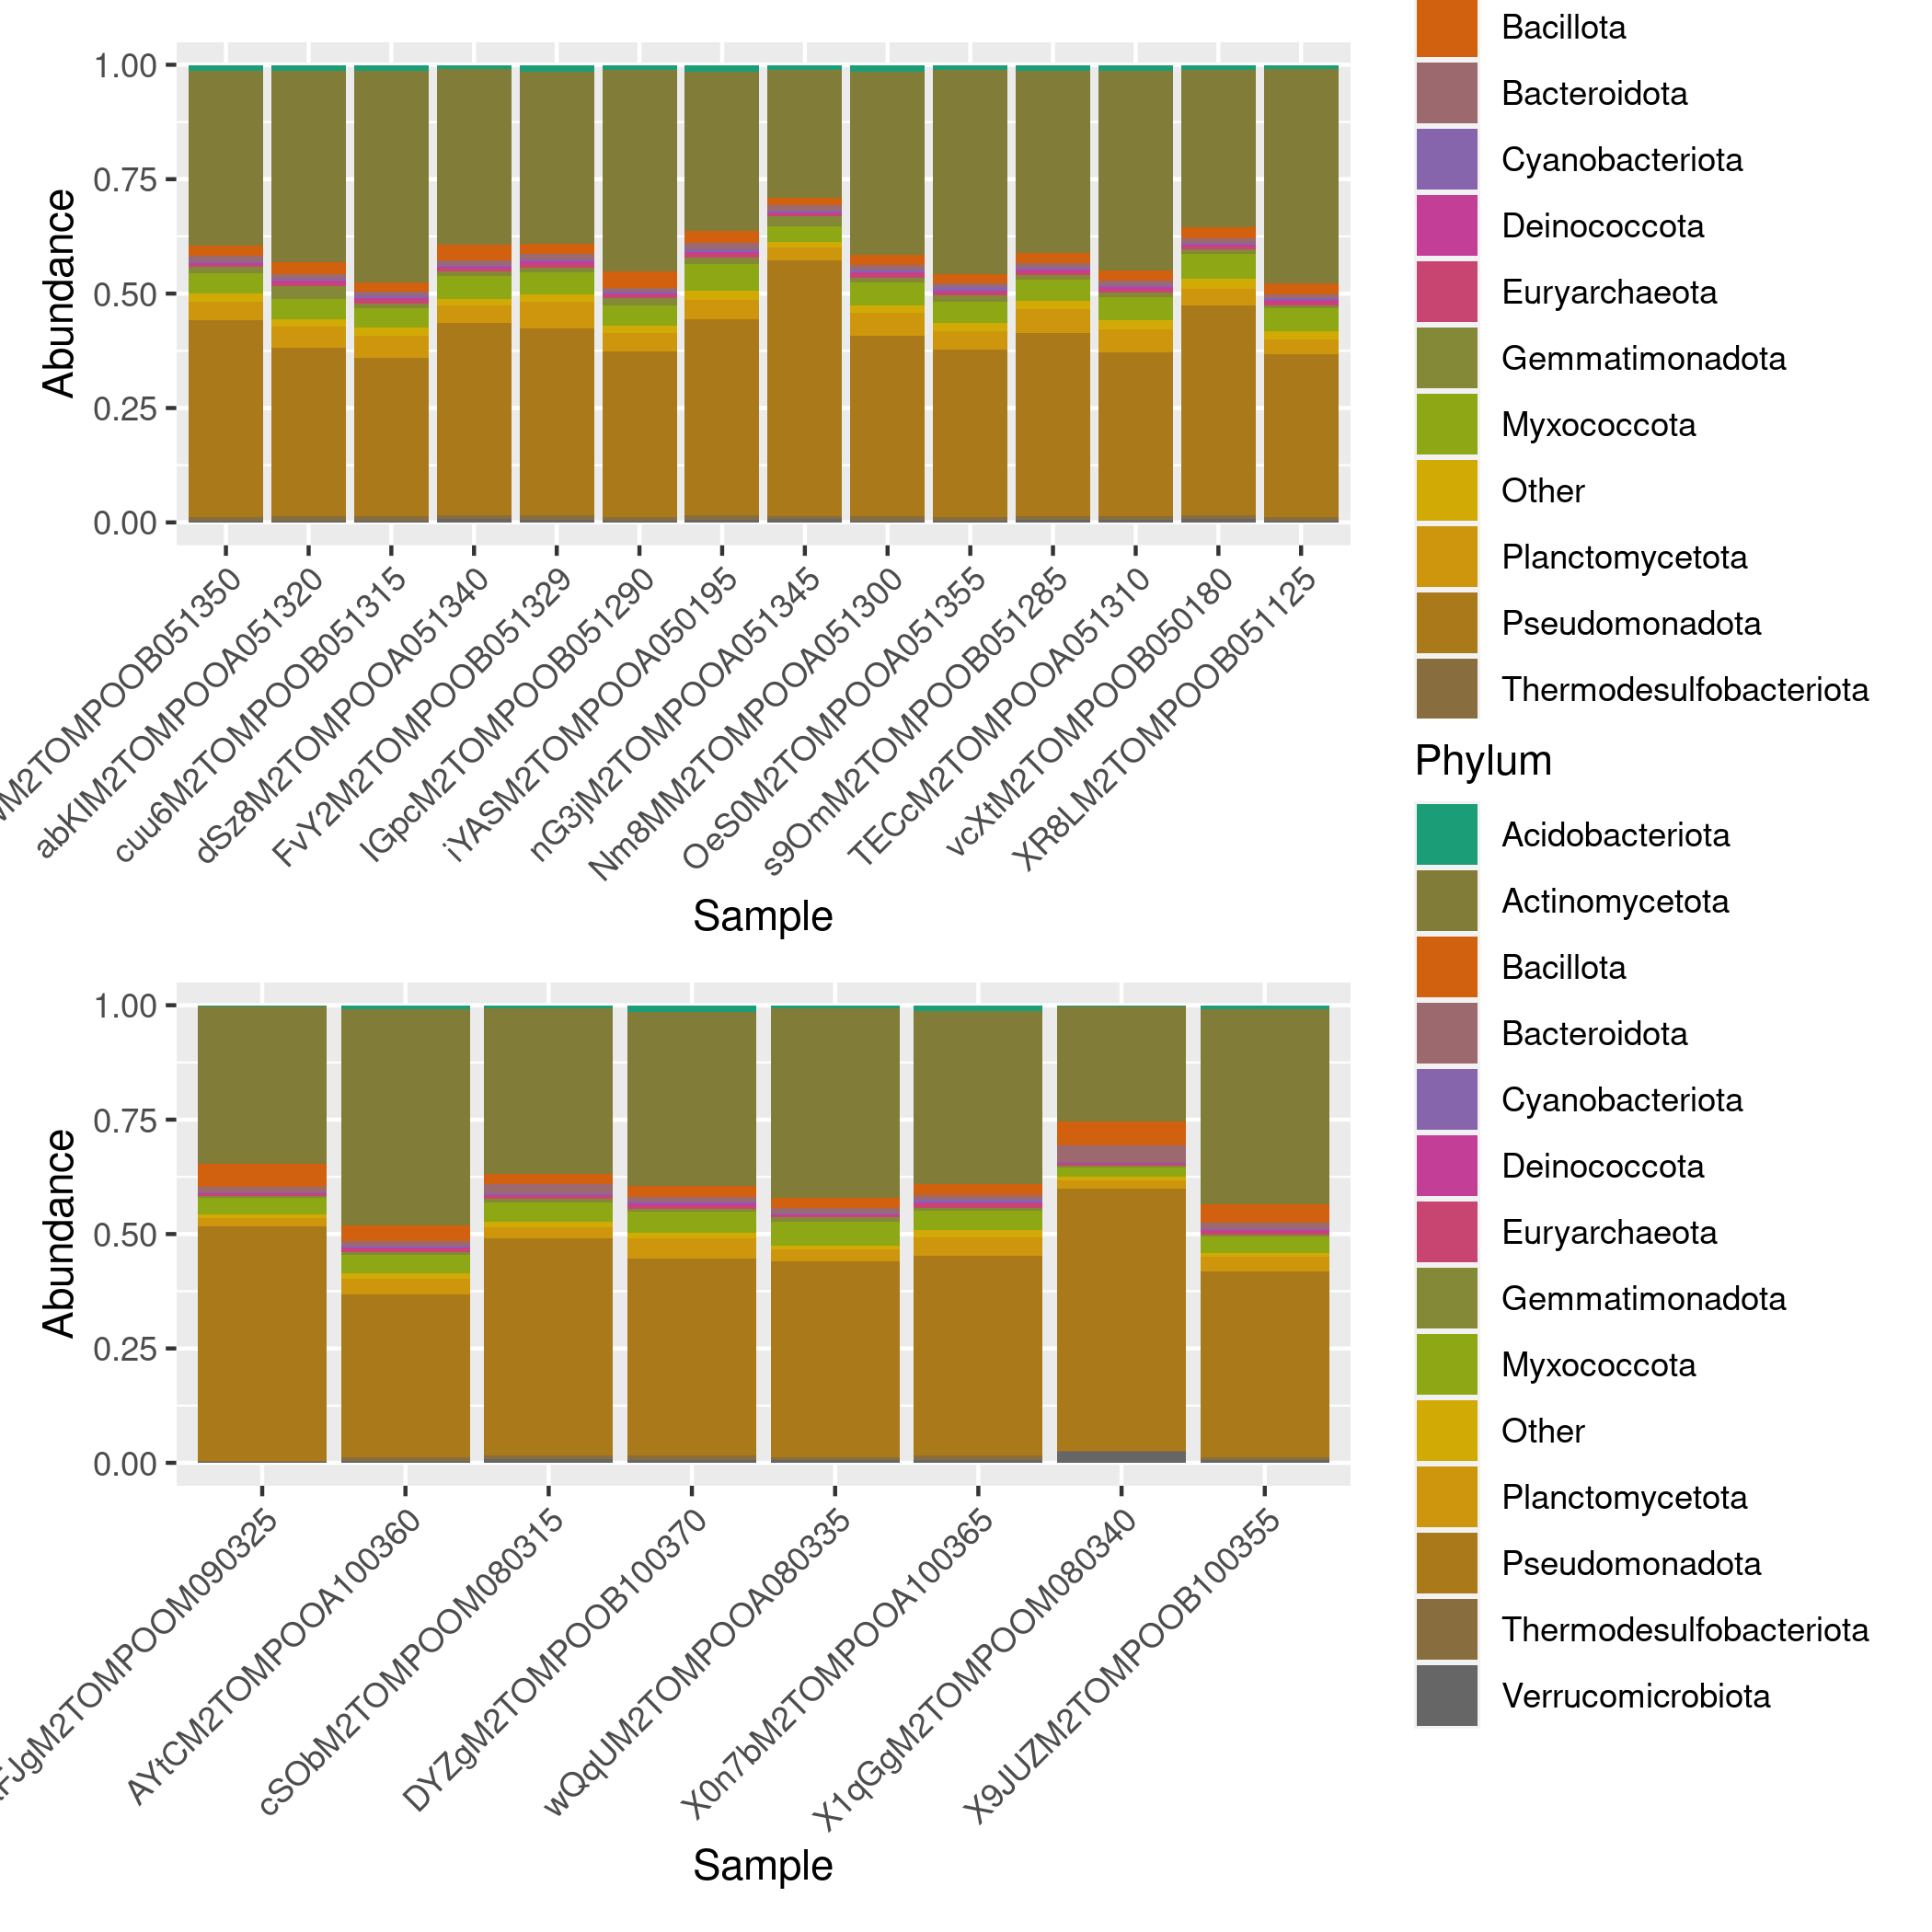 1.00
0.75
0.50
0.25
0.00
Abundance
M2TOMPOOB051350
abKIM2TOMPOOA051320
cuu6M2TOMPOOB051315
dSz8M2TOMPOOA051340
FvY2M2TOMPOOB051329
IGpcM2TOMPOOB051290
iYASM2TOMPOOA050195
nG3jM2TOMPOOA051345
Nm8MM2TOMPOOA051300
OeS0M2TOMPOOA051355
s9OmM2TOMPOOB051285
TECcM2TOMPOOA051310
vcXtM2TOMPOOB050180
XR8LM2TOMPOOB051125
Sample
Bacillota
Bacteroidota
Cyanobacteriota
Deinococcota
Euryarchaeota
Gemmatimonadota
Myxococcota
Other
Planctomycetota
Pseudomonadota
Thermodesulfobacteriota
1.00
0.75
0.50
0.25
0.00
Abundance
FJgM2TOMPOOM090325
AYtCM2TOMPOOA100360
cSObM2TOMPOOM080315
DYZgM2TOMPOOB100370
wQqUM2TOMPOOA080335
X0n7bM2TOMPOOA100365
X1qGgM2TOMPOOM080340
X9JUZM2TOMPOOB100355
Sample
Phylum
Acidobacteriota
Actinomycetota
Bacillota
Bacteroidota
Cyanobacteriota
Deinococcota
Euryarchaeota
Gemmatimonadota
Myxococcota
Other
Planctomycetota
Pseudomonadota
Thermodesulfobacteriota
Verrucomicrobiota